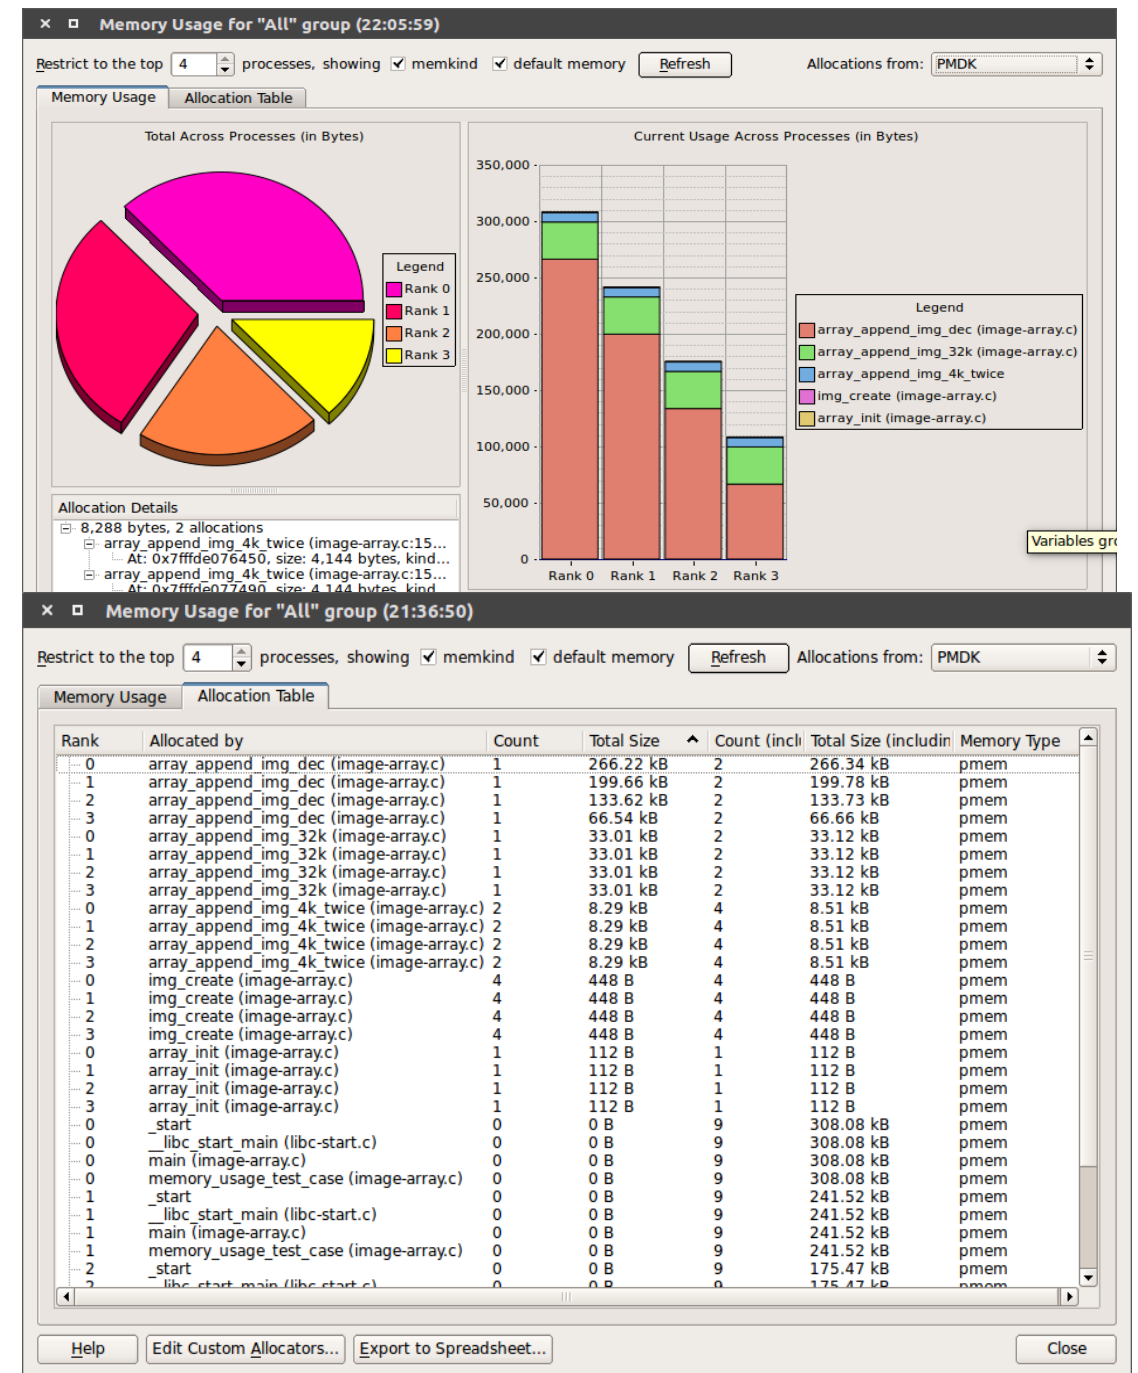 Memory Usage for "All" group (22:05:59)
Restrict to the top 4 processes, showing memkind default memory Refresh Allocations from: PMDK
Memory Usage Allocation Table
Total Across Processes (in Bytes)
Legend
Rank 0
Rank 1
Rank 2
Rank 3
Current Usage Across Processes (in Bytes)
350,000
300,000
250,000
200,000
150,000
100,000
50,000
0
Rank 0 Rank 1 Rank 2 Rank 3
Legend
array_append_img_dec (image-array.c)
array_append_img_32k (image-array.c)
array_append_img_4k_twice
img_create (image-array.c)
array_init (image-array.c)
Allocation Details
8,288 bytes, 2 allocations
array_append_img_4k_twice (image-array.c:15...
At: 0x7fffde076450, size: 4,144 bytes, kind...
array_append_img_4k_twice (image-array.c:15...
At: 0x7fffde077490, size: 4,144 bytes, kind...
Variables gro
Memory Usage for "All" group (21:36:50)
Restrict to the top 4 processes, showing memkind default memory Refresh Allocations from: PMDK
Memory Usage Allocation Table
Rank Allocated by Count Total Size Count (inclu Total Size (includin Memory Type
0 array_append_img_dec (image-array.c) 1 266.22 kB 2 266.34 kB pmem
1 array_append_img_dec (image-array.c) 1 199.66 kB 2 199.78 kB pmem
2 array_append_img_dec (image-array.c) 1 133.62 kB 2 133.73 kB pmem
3 array_append_img_dec (image-array.c) 1 66.54 kB 2 66.66 kB pmem
0 array_append_img_32k (image-array.c) 1 33.01 kB 2 33.12 kB pmem
1 array_append_img_32k (image-array.c) 1 33.01 kB 2 33.12 kB pmem
2 array_append_img_32k (image-array.c) 1 33.01 kB 2 33.12 kB pmem
3 array_append_img_32k (image-array.c) 1 33.01 kB 2 33.12 kB pmem
0 array_append_img_4k_twice (image-array.c) 2 8.29 kB 4 8.51 kB pmem
1 array_append_img_4k_twice (image-array.c) 2 8.29 kB 4 8.51 kB pmem
2 array_append_img_4k_twice (image-array.c) 2 8.29 kB 4 8.51 kB pmem
3 array_append_img_4k_twice (image-array.c) 2 8.29 kB 4 8.51 kB pmem
0 img_create (image-array.c) 4 448 B 4 448 B pmem
1 img_create (image-array.c) 4 448 B 4 448 B pmem
2 img_create (image-array.c) 4 448 B 4 448 B pmem
3 img_create (image-array.c) 4 448 B 4 448 B pmem
0 array_init (image-array.c) 1 112 B 1 112 B pmem
1 array_init (image-array.c) 1 112 B 1 112 B pmem
2 array_init (image-array.c) 1 112 B 1 112 B pmem
3 array_init (image-array.c) 1 112 B 1 112 B pmem
0 _start 0 0 B 9 308.08 kB pmem
0 __libc_start_main (libc-start.c) 0 0 B 9 308.08 kB pmem
0 main (image-array.c) 0 0 B 9 308.08 kB pmem
0 memory_usage_test_case (image-array.c) 0 0 B 9 308.08 kB pmem
1 _start 0 0 B 9 241.52 kB pmem
1 __libc_start_main (libc-start.c) 0 0 B 9 241.52 kB pmem
1 main (image-array.c) 0 0 B 9 241.52 kB pmem
1 memory_usage_test_case (image-array.c) 0 0 B 9 241.52 kB pmem
2 _start 0 0 B 9 175.47 kB pmem
2 __libc_start_main (libc-start.c) 0 0 B 9 175.47 kB pmem
Help Edit Custom Allocators... Export to Spreadsheet... Close